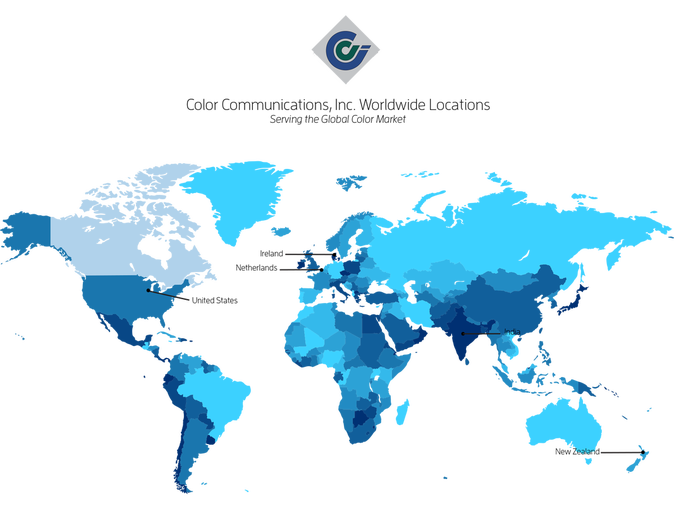 Color Communications, Inc. Worldwide Locations
Serving the Global Color Market
Ireland
Netherlands
United States
India
New Zealand